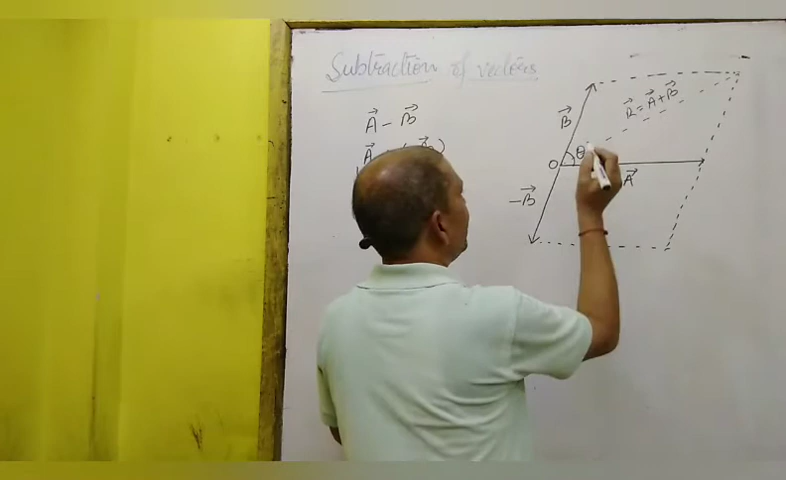 Subtraction of vectors
A⃗ - B⃗
A⃗
B⃗
R⃗ = A⃗ + B⃗
θ
O
A⃗
-B⃗